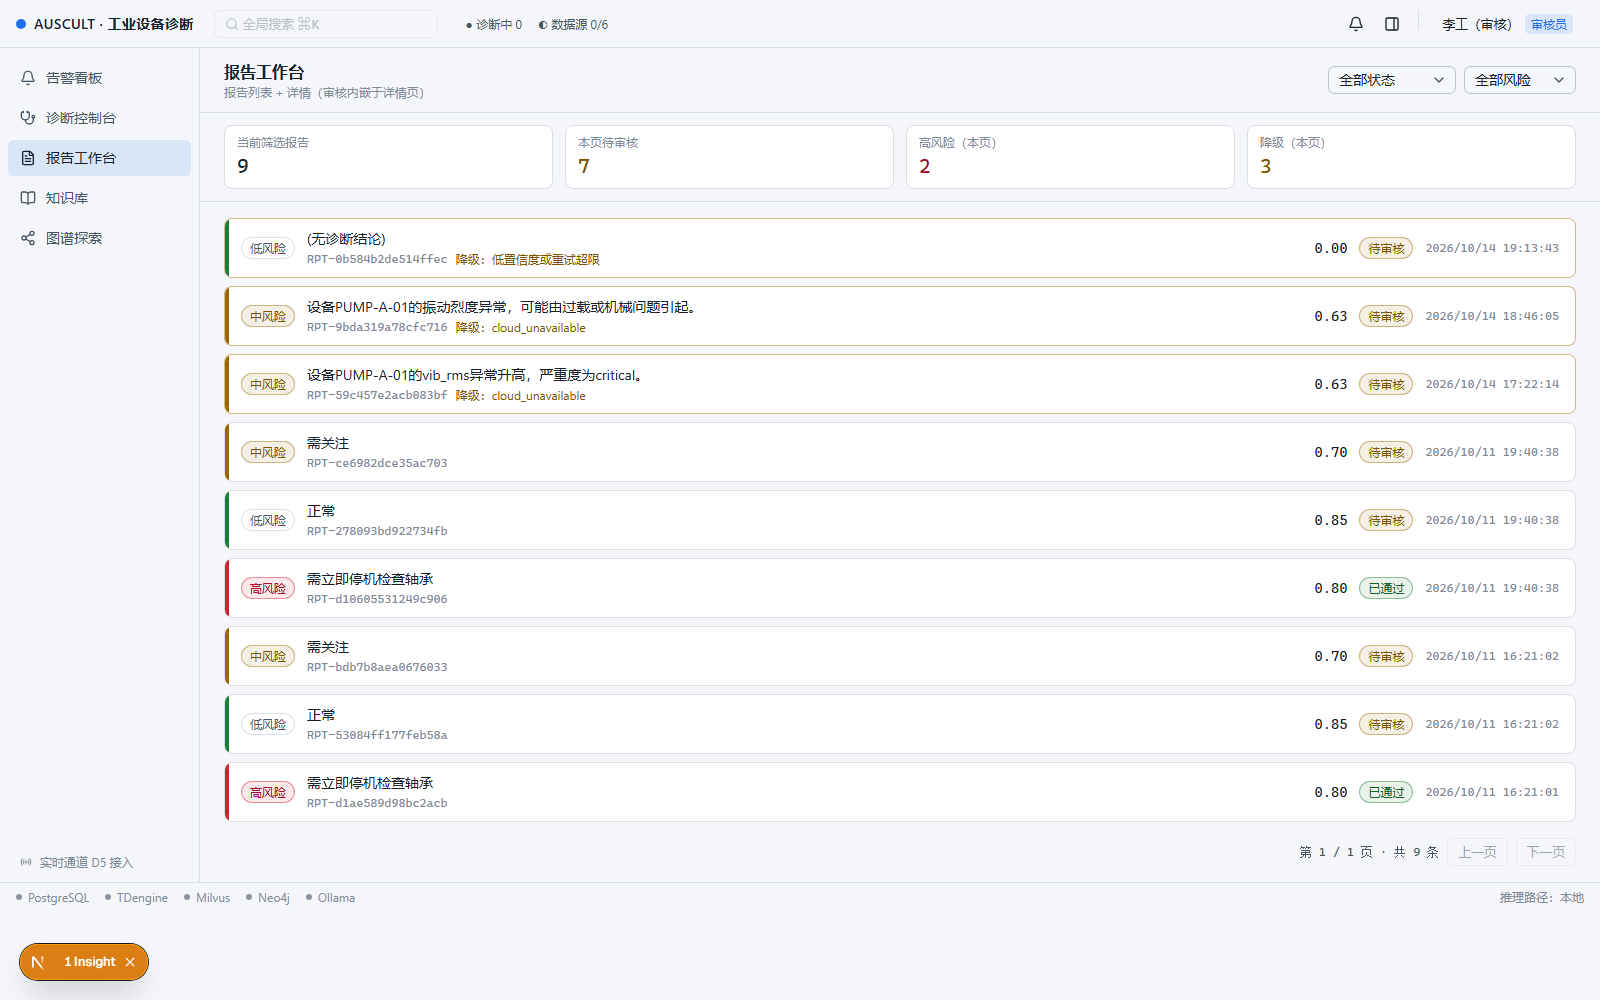 AUSCULT · 工业设备诊断
全局搜索 ⌘K
诊断中 0
数据源 0/6
李工（审核）
审核员
告警看板
诊断控制台
报告工作台
知识库
图谱探索
实时通道 D5 接入
报告工作台
报告列表 + 详情（审核内嵌于详情页）
全部状态
全部风险
当前筛选报告
9
本页待审核
7
高风险（本页）
2
降级（本页）
3
低风险
(无诊断结论)
RPT-0b584b2de514ffec 降级：低置信度或重试超限
0.00 待审核 2026/10/14 19:13:43
中风险
设备PUMP-A-01的振动烈度异常，可能由过载或机械问题引起。
RPT-9bda319a78cfc716 降级：cloud_unavailable
0.63 待审核 2026/10/14 18:46:05
中风险
设备PUMP-A-01的vib_rms异常升高，严重度为critical。
RPT-59c457e2acb083bf 降级：cloud_unavailable
0.63 待审核 2026/10/14 17:22:14
中风险
需关注
RPT-ce6982dce35ac703
0.70 待审核 2026/10/11 19:40:38
低风险
正常
RPT-278093bd922734fb
0.85 待审核 2026/10/11 19:40:38
高风险
需立即停机检查轴承
RPT-d10605531249c906
0.80 已通过 2026/10/11 19:40:38
中风险
需关注
RPT-bdb7b8aea0676033
0.70 待审核 2026/10/11 16:21:02
低风险
正常
RPT-53084ff177feb58a
0.85 待审核 2026/10/11 16:21:02
高风险
需立即停机检查轴承
RPT-d1ae589d98bc2acb
0.80 已通过 2026/10/11 16:21:01
第 1 / 1 页 · 共 9 条
上一页
下一页
PostgreSQL
TDengine
Milvus
Neo4j
Ollama
推理路径：本地
1 Insight